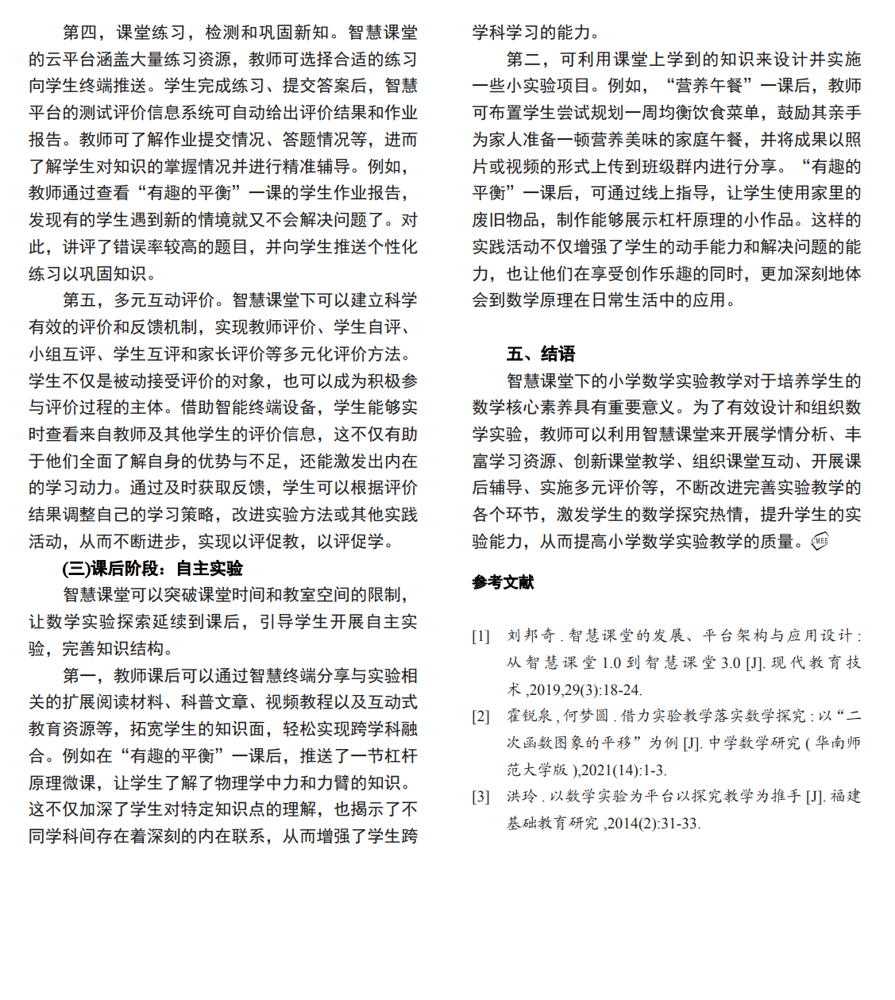 第四，课堂练习，检测和巩固新知。智慧课堂
的云平台涵盖大量练习资源，教师可选择合适的练习
向学生终端推送。学生完成练习、提交答案后，智慧
平台的测试评价信息系统可自动给出评价结果和作业
报告。教师可了解作业提交情况、答题情况等，进而
了解学生对知识的掌握情况并进行精准辅导。例如，
教师通过查看“有趣的平衡”一课的学生作业报告，
发现有的学生遇到新的情境就又不会解决问题了。对
此，讲评了错误率较高的题目，并向学生推送个性化
练习以巩固知识。
第五，多元互动评价。智慧课堂下可以建立科学
有效的评价和反馈机制，实现教师评价、学生自评、
小组互评、学生互评和家长评价等多元化评价方法。
学生不仅是被动接受评价的对象，也可以成为积极参
与评价过程的主体。借助智能终端设备，学生能够实
时查看来自教师及其他学生的评价信息，这不仅有助
于他们全面了解自身的优势与不足，还能激发出内在
的学习动力。通过及时获取反馈，学生可以根据评价
结果调整自己的学习策略，改进实验方法或其他实践
活动，从而不断进步，实现以评促教，以评促学。
(三)课后阶段：自主实验
智慧课堂可以突破课堂时间和教室空间的限制，
让数学实验探索延续到课后，引导学生开展自主实
验，完善知识结构。
第一，教师课后可以通过智慧终端分享与实验相
关的扩展阅读材料、科普文章、视频教程以及互动式
教育资源等，拓宽学生的知识面，轻松实现跨学科融
合。例如在“有趣的平衡”一课后，推送了一节杠杆
原理微课，让学生了解了物理学中力和力臂的知识。
这不仅加深了学生对特定知识点的理解，也揭示了不
同学科间存在着深刻的内在联系，从而增强了学生跨
学科学习的能力。
第二，可利用课堂上学到的知识来设计并实施
一些小实验项目。例如，“营养午餐”一课后，教师
可布置学生尝试规划一周均衡饮食菜单，鼓励其亲手
为家人准备一顿营养美味的家庭午餐，并将成果以照
片或视频的形式上传到班级群内进行分享。“有趣的
平衡”一课后，可通过线上指导，让学生使用家里的
废旧物品，制作能够展示杠杆原理的小作品。这样的
实践活动不仅增强了学生的动手能力和解决问题的能
力，也让他们在享受创作乐趣的同时，更加深刻地体
会到数学原理在日常生活中的应用。
五、结语
智慧课堂下的小学数学实验教学对于培养学生的
数学核心素养具有重要意义。为了有效设计和组织数
学实验，教师可以利用智慧课堂来开展学情分析、丰
富学习资源、创新课堂教学、组织课堂互动、开展课
后辅导、实施多元评价等，不断改进完善实验教学的
各个环节，激发学生的数学探究热情，提升学生的实
验能力，从而提高小学数学实验教学的质量。CMEE
参考文献
[1] 刘邦奇.智慧课堂的发展、平台架构与应用设计:
从智慧课堂1.0到智慧课堂3.0[J].现代教育技
术,2019,29(3):18-24.
[2] 霍锐泉,何梦圆.借力实验教学落实数学探究:以“二
次函数图象的平移”为例[J].中学数学研究(华南师
范大学版),2021(14):1-3.
[3] 洪玲.以数学实验为平台以探究教学为推手[J].福建
基础教育研究,2014(2):31-33.